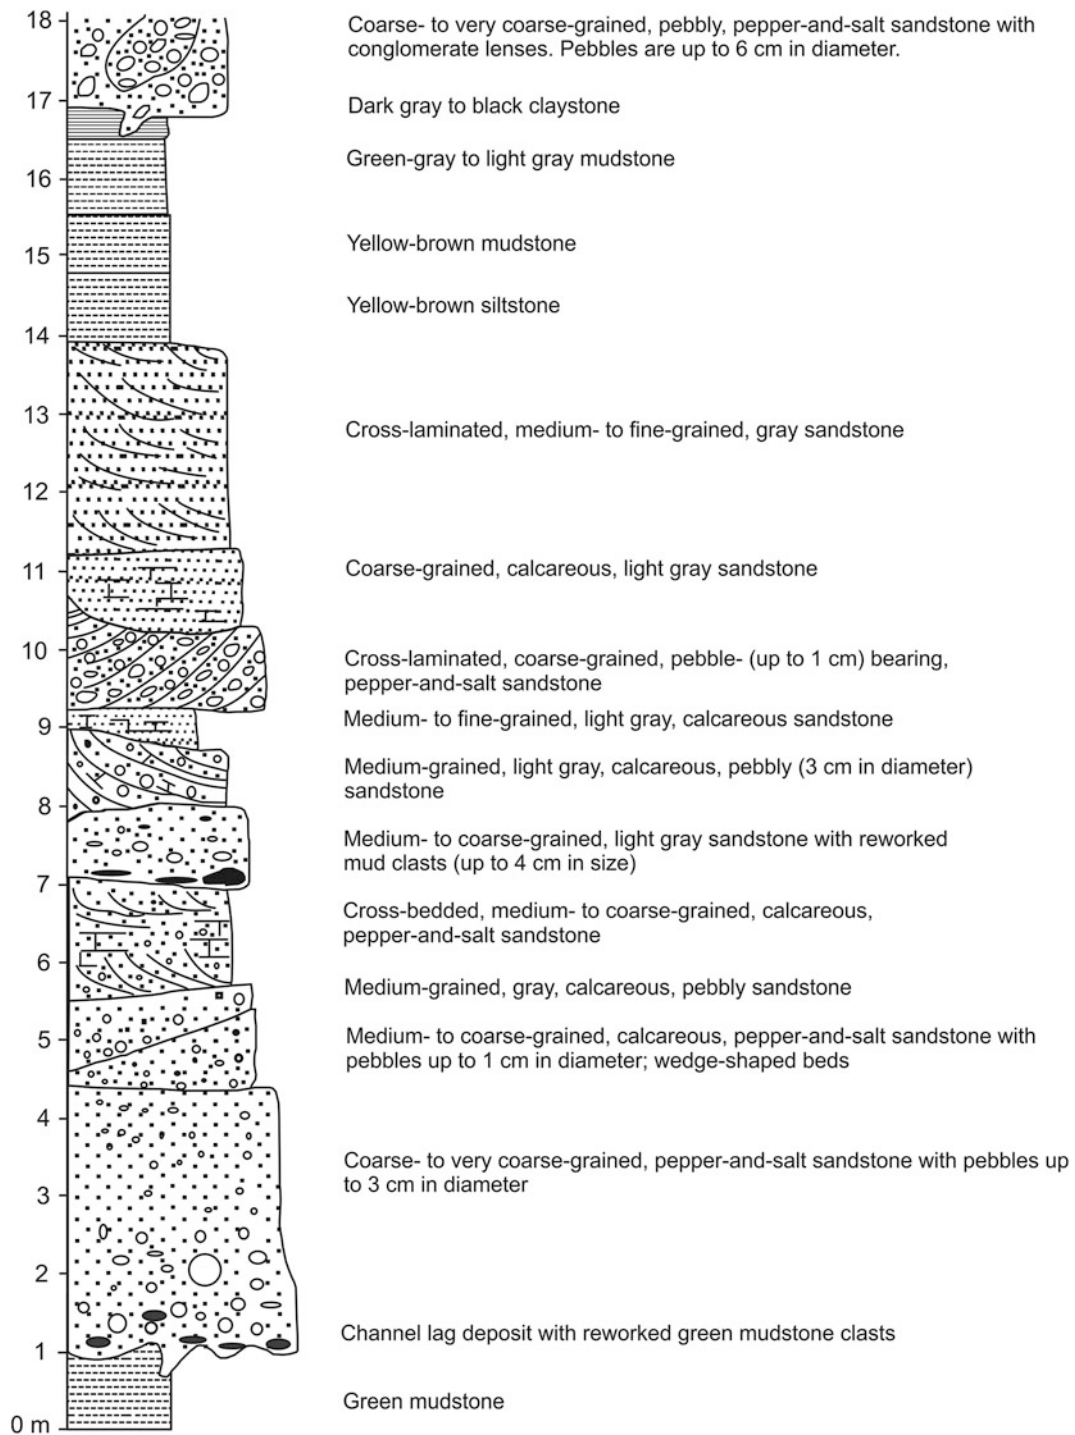 18
Coarse- to very coarse-grained, pebbly, pepper-and-salt sandstone with
conglomerate lenses. Pebbles are up to 6 cm in diameter.
17
Dark gray to black claystone
Green-gray to light gray mudstone
16
Yellow-brown mudstone
15
Yellow-brown siltstone
14
13
Cross-laminated, medium- to fine-grained, gray sandstone
12
11
Coarse-grained, calcareous, light gray sandstone
10
Cross-laminated, coarse-grained, pebble- (up to 1 cm) bearing,
pepper-and-salt sandstone
9
Medium- to fine-grained, light gray, calcareous sandstone
Medium-grained, light gray, calcareous, pebbly (3 cm in diameter)
sandstone
8
Medium- to coarse-grained, light gray sandstone with reworked
mud clasts (up to 4 cm in size)
7
Cross-bedded, medium- to coarse-grained, calcareous,
pepper-and-salt sandstone
6
Medium-grained, gray, calcareous, pebbly sandstone
5
Medium- to coarse-grained, calcareous, pepper-and-salt sandstone with
pebbles up to 1 cm in diameter; wedge-shaped beds
4
Coarse- to very coarse-grained, pepper-and-salt sandstone with pebbles up
to 3 cm in diameter
3
2
Channel lag deposit with reworked green mudstone clasts
1
Green mudstone
0 m